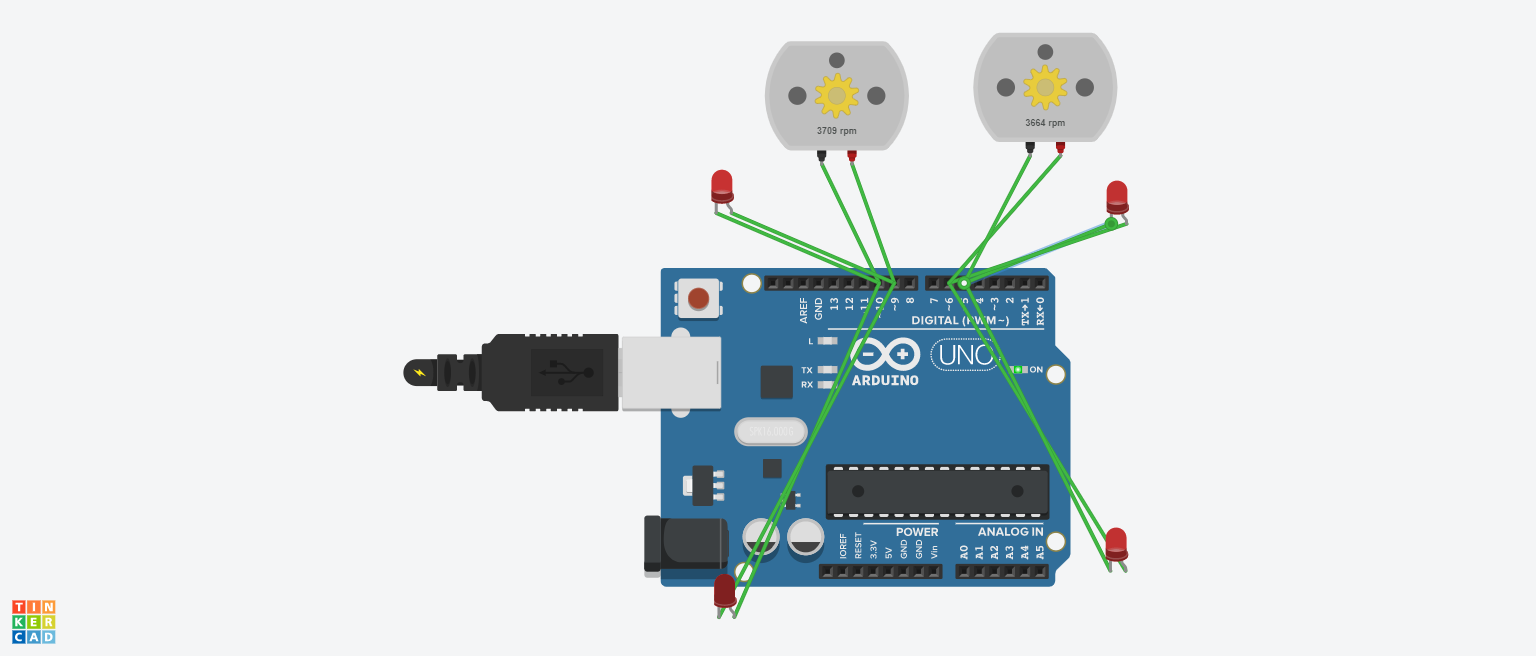 3709 rpm
3664 rpm
AREF
GND
13
12
11
~10
~9
8
7
~6
~5
4
~3
2
TX→1
RX←0
DIGITAL (PWM~)
L
TX
RX
ARDUINO
UNO
ON
POWER
ANALOG IN
IOREF
RESET
3.3V
5V
GND
GND
Vin
A0
A1
A2
A3
A4
A5
TIN
KER
CAD